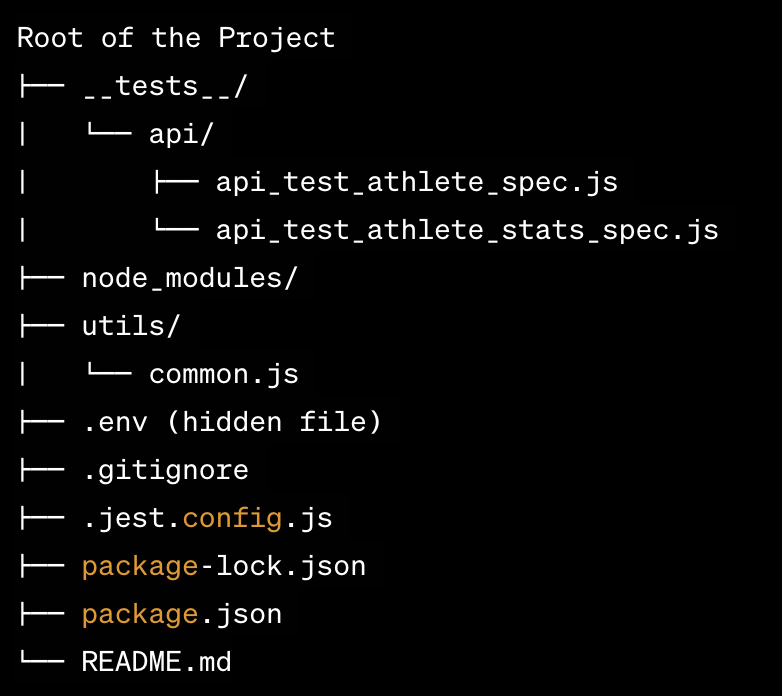 Root of the Project
├── __tests__/
|   └── api/
|       ├── api_test_athlete_spec.js
|       └── api_test_athlete_stats_spec.js
├── node_modules/
├── utils/
|   └── common.js
├── .env (hidden file)
├── .gitignore
├── .jest.config.js
├── package-lock.json
├── package.json
└── README.md